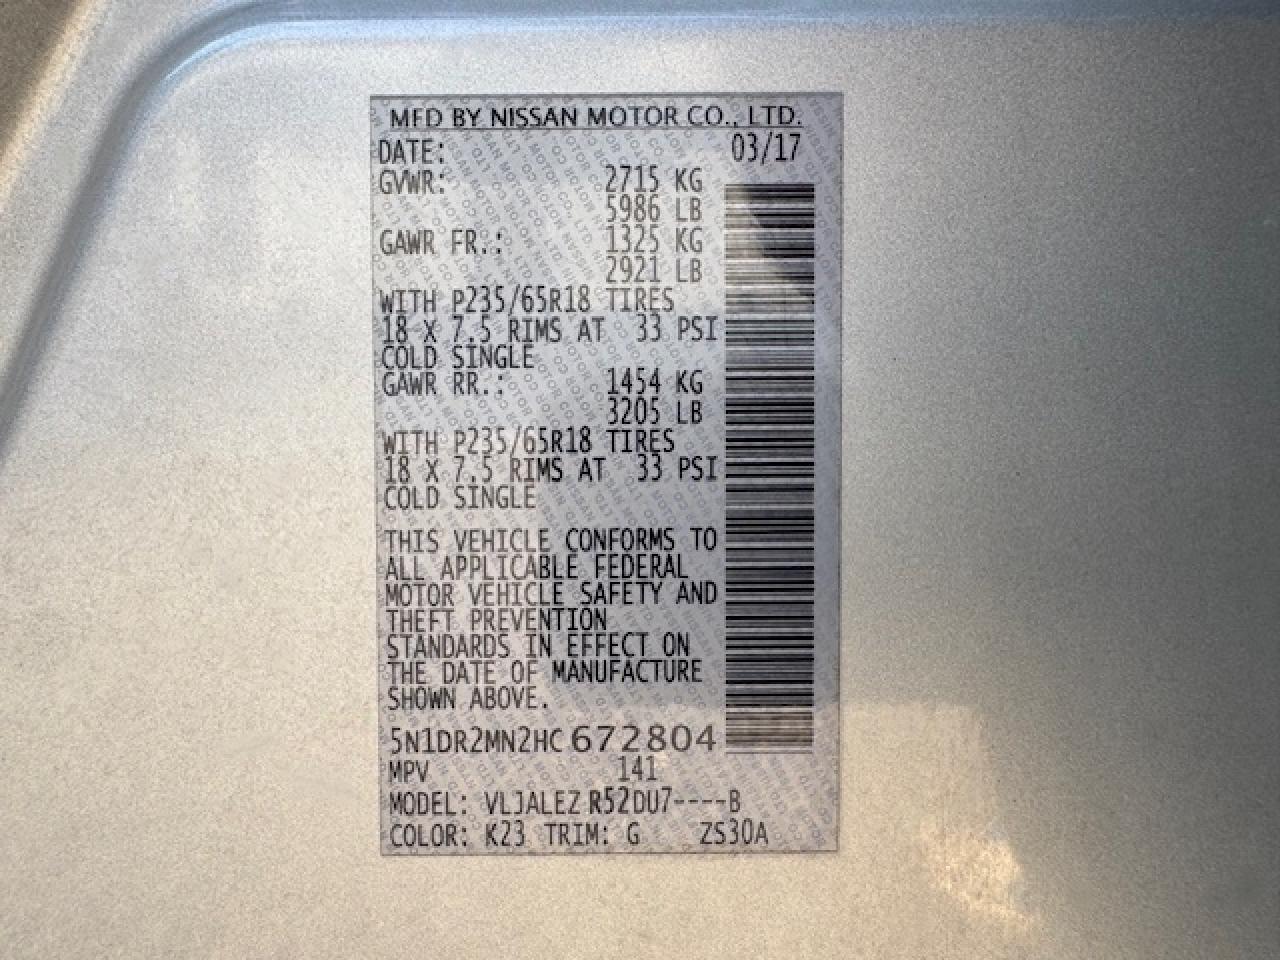 MFD BY NISSAN MOTOR CO., LTD.
DATE: 03/17
GVWR: 2715 KG
5986 LB
GAWR FR.: 1325 KG
2921 LB
WITH P235/65R18 TIRES
18 X 7.5 RIMS AT 33 PSI
COLD SINGLE
GAWR RR.: 1454 KG
3205 LB
WITH P235/65R18 TIRES
18 X 7.5 RIMS AT 33 PSI
COLD SINGLE
THIS VEHICLE CONFORMS TO
ALL APPLICABLE FEDERAL
MOTOR VEHICLE SAFETY AND
THEFT PREVENTION
STANDARDS IN EFFECT ON
THE DATE OF MANUFACTURE
SHOWN ABOVE.
5N1DR2MN2HC672804
MPV 141
MODEL: VLJALEZ R52DU7----B
COLOR: K23 TRIM: G ZS30A